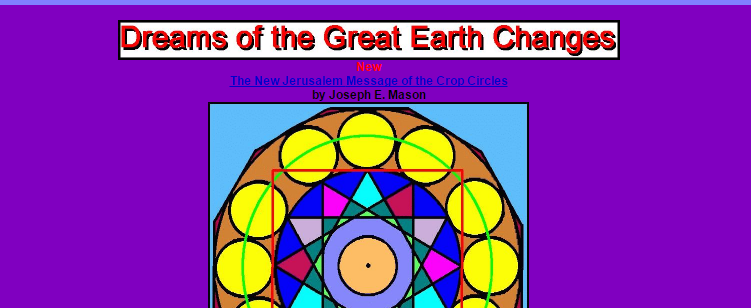 Dreams of the Great Earth Changes
New
The New Jerusalem Message of the Crop Circles
by Joseph E. Mason